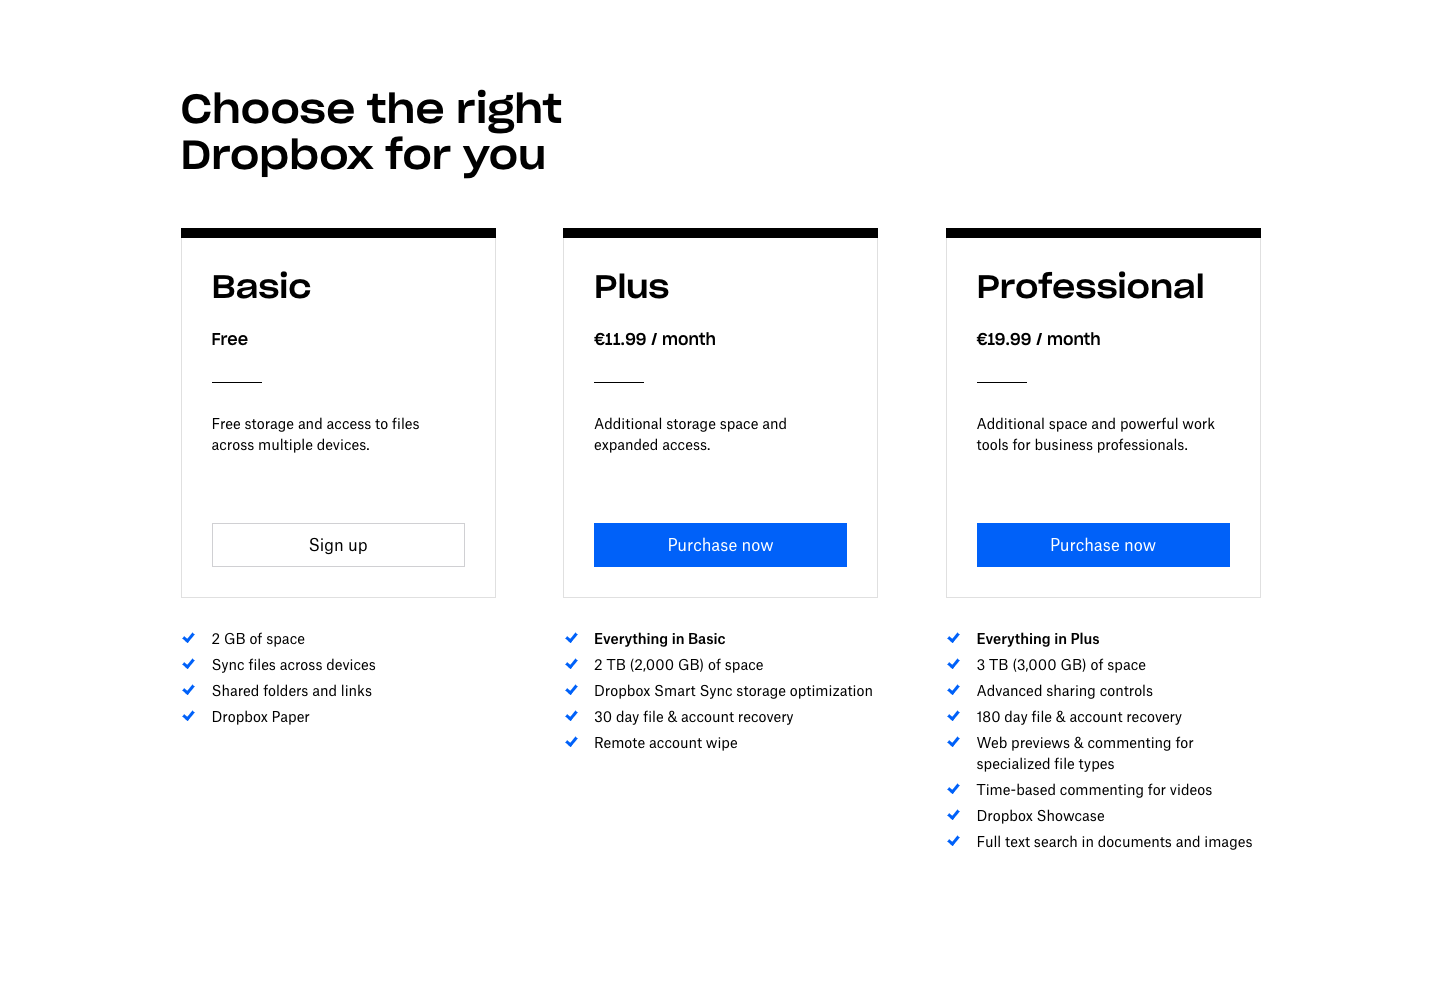 Choose the right
Dropbox for you
Basic
Free
Free storage and access to files
across multiple devices.
Sign up
2 GB of space
Sync files across devices
Shared folders and links
Dropbox Paper
Plus
€11.99 / month
Additional storage space and
expanded access.
Purchase now
Everything in Basic
2 TB (2,000 GB) of space
Dropbox Smart Sync storage optimization
30 day file & account recovery
Remote account wipe
Professional
€19.99 / month
Additional space and powerful work
tools for business professionals.
Purchase now
Everything in Plus
3 TB (3,000 GB) of space
Advanced sharing controls
180 day file & account recovery
Web previews & commenting for
specialized file types
Time-based commenting for videos
Dropbox Showcase
Full text search in documents and images